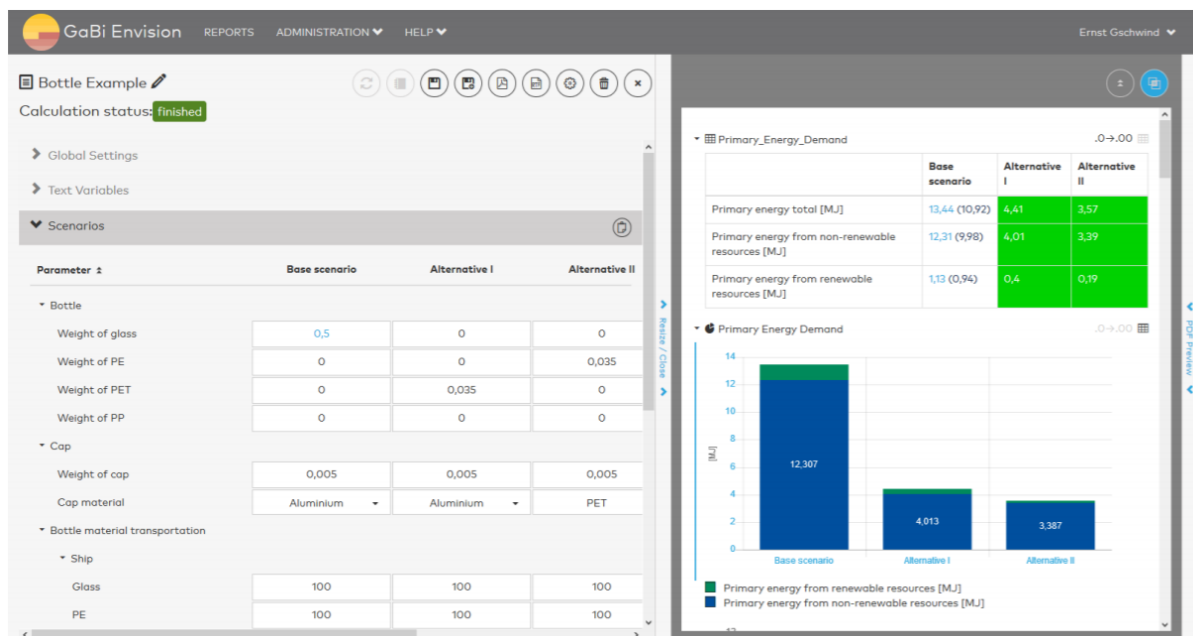 GaBi Envision REPORTS ADMINISTRATION HELP Ernst Gschwind
Bottle Example
Calculation status: finished
Global Settings
Text Variables
Scenarios
Parameter Base scenario Alternative I Alternative II
Bottle
Weight of glass 0,5 0 0
Weight of PE 0 0 0,035
Weight of PET 0 0,035 0
Weight of PP 0 0 0
Cap
Weight of cap 0,005 0,005 0,005
Cap material Aluminium Aluminium PET
Bottle material transportation
Ship
Glass 100 100 100
PE 100 100 100
Resize / Close
Primary_Energy_Demand .0→.00
Base scenario Alternative I Alternative II
Primary energy total [MJ] 13,44 (10,92) 4,41 3,57
Primary energy from non-renewable resources [MJ] 12,31 (9,98) 4,01 3,39
Primary energy from renewable resources [MJ] 1,13 (0,94) 0,4 0,19
Primary Energy Demand .0→.00
[MJ]
14
12
10
8
6
4
2
0
12,307
4,013
3,387
Base scenario Alternative I Alternative II
Primary energy from renewable resources [MJ]
Primary energy from non-renewable resources [MJ]
PDF Preview